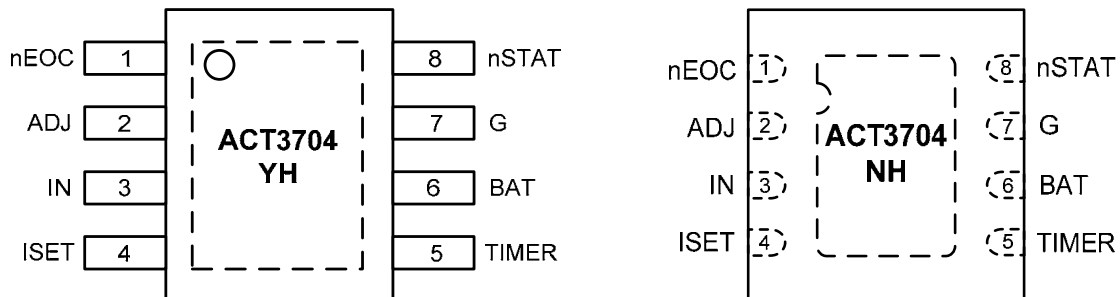 nEOC 1 8 nSTAT
ADJ 2 7 G
ACT3704
YH
IN 3 6 BAT
ISET 4 5 TIMER
nEOC 1 8 nSTAT
ADJ 2 7 G
ACT3704
NH
IN 3 6 BAT
ISET 4 5 TIMER